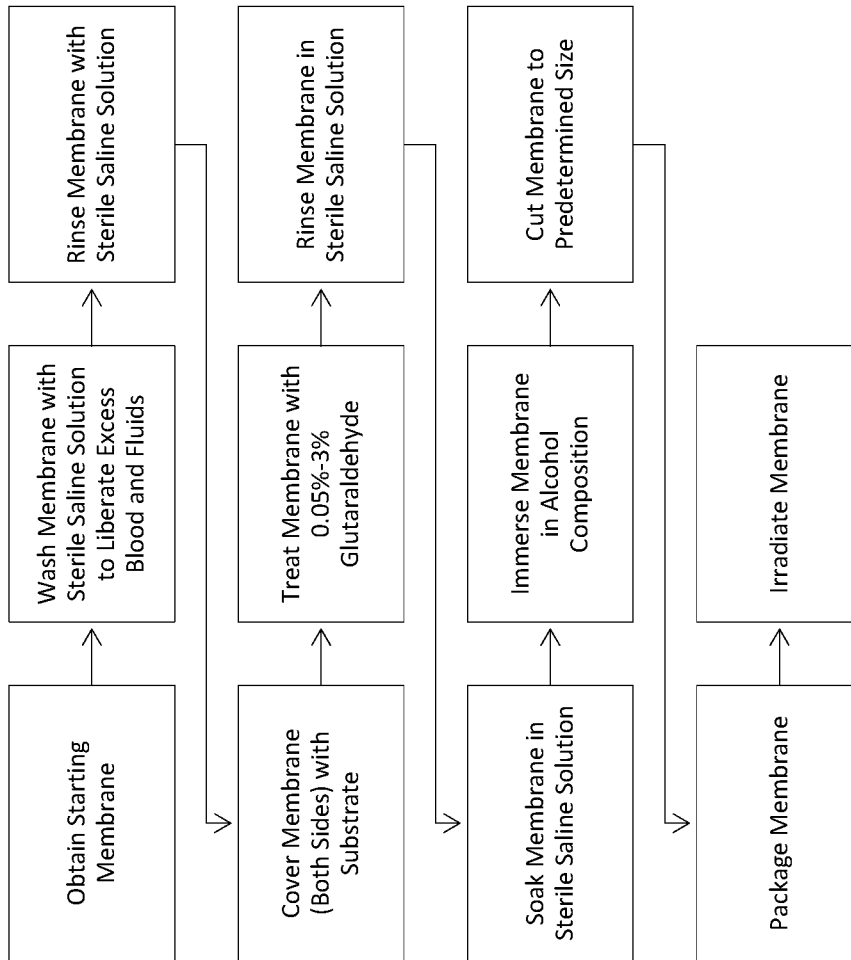 Obtain Starting
Membrane
Wash Membrane with
Sterile Saline Solution
to Liberate Excess
Blood and Fluids
Rinse Membrane with
Sterile Saline Solution
Cover Membrane
(Both Sides) with
Substrate
Treat Membrane with
0.05%-3%
Glutaraldehyde
Rinse Membrane in
Sterile Saline Solution
Soak Membrane in
Sterile Saline Solution
Immerse Membrane
in Alcohol
Composition
Cut Membrane to
Predetermined Size
Package Membrane
Irradiate Membrane